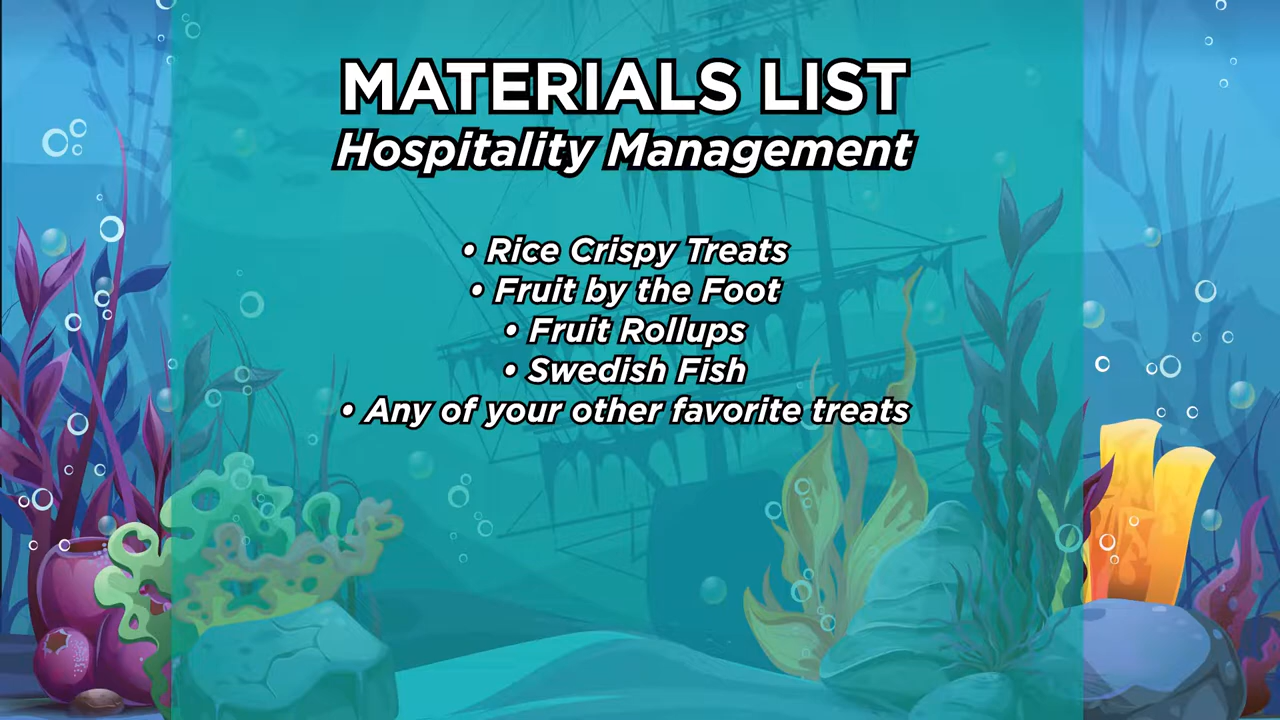 MATERIALS LIST
Hospitality Management
• Rice Crispy Treats
• Fruit by the Foot
• Fruit Rollups
• Swedish Fish
• Any of your other favorite treats